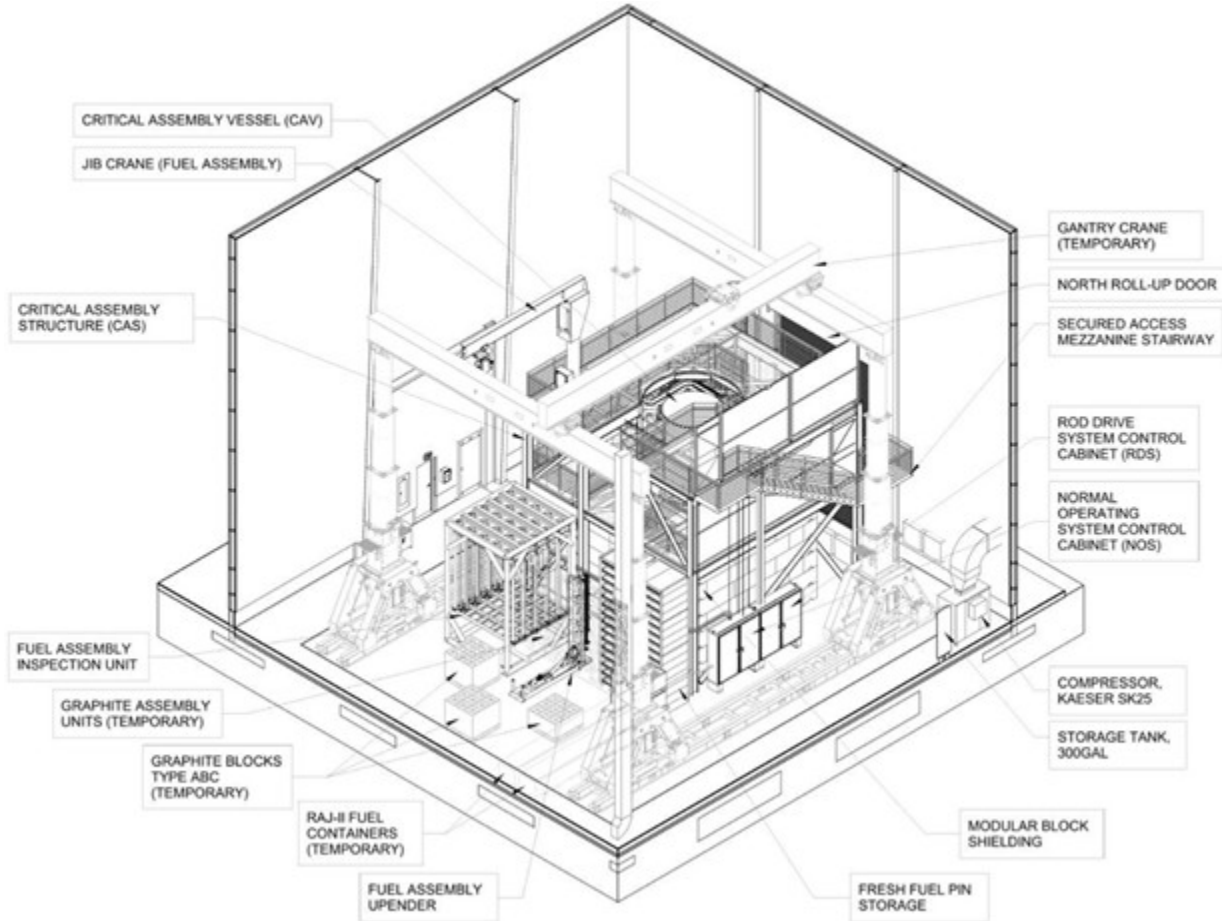 CRITICAL ASSEMBLY VESSEL (CAV)
JIB CRANE (FUEL ASSEMBLY)
CRITICAL ASSEMBLY
STRUCTURE (CAS)
FUEL ASSEMBLY
INSPECTION UNIT
GRAPHITE ASSEMBLY
UNITS (TEMPORARY)
GRAPHITE BLOCKS
TYPE ABC
(TEMPORARY)
RAJ-II FUEL
CONTAINERS
(TEMPORARY)
FUEL ASSEMBLY
UPENDER
GANTRY CRANE
(TEMPORARY)
NORTH ROLL-UP DOOR
SECURED ACCESS
MEZZANINE STAIRWAY
ROD DRIVE
SYSTEM CONTROL
CABINET (RDS)
NORMAL
OPERATING
SYSTEM CONTROL
CABINET (NOS)
COMPRESSOR,
KAESER SK25
STORAGE TANK,
300GAL
MODULAR BLOCK
SHIELDING
FRESH FUEL PIN
STORAGE